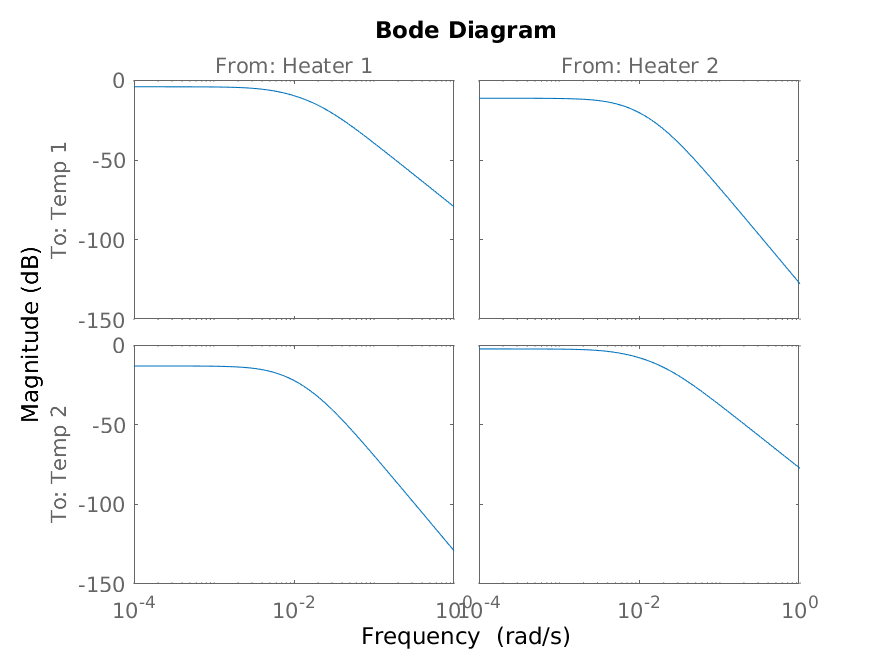 Bode Diagram
From: Heater 1
From: Heater 2
To: Temp 1
0
-50
-100
-150
Magnitude (dB)
To: Temp 2
0
-50
-100
-150
10^-4
10^-2
10^0
10^-4
10^-2
10^0
Frequency (rad/s)